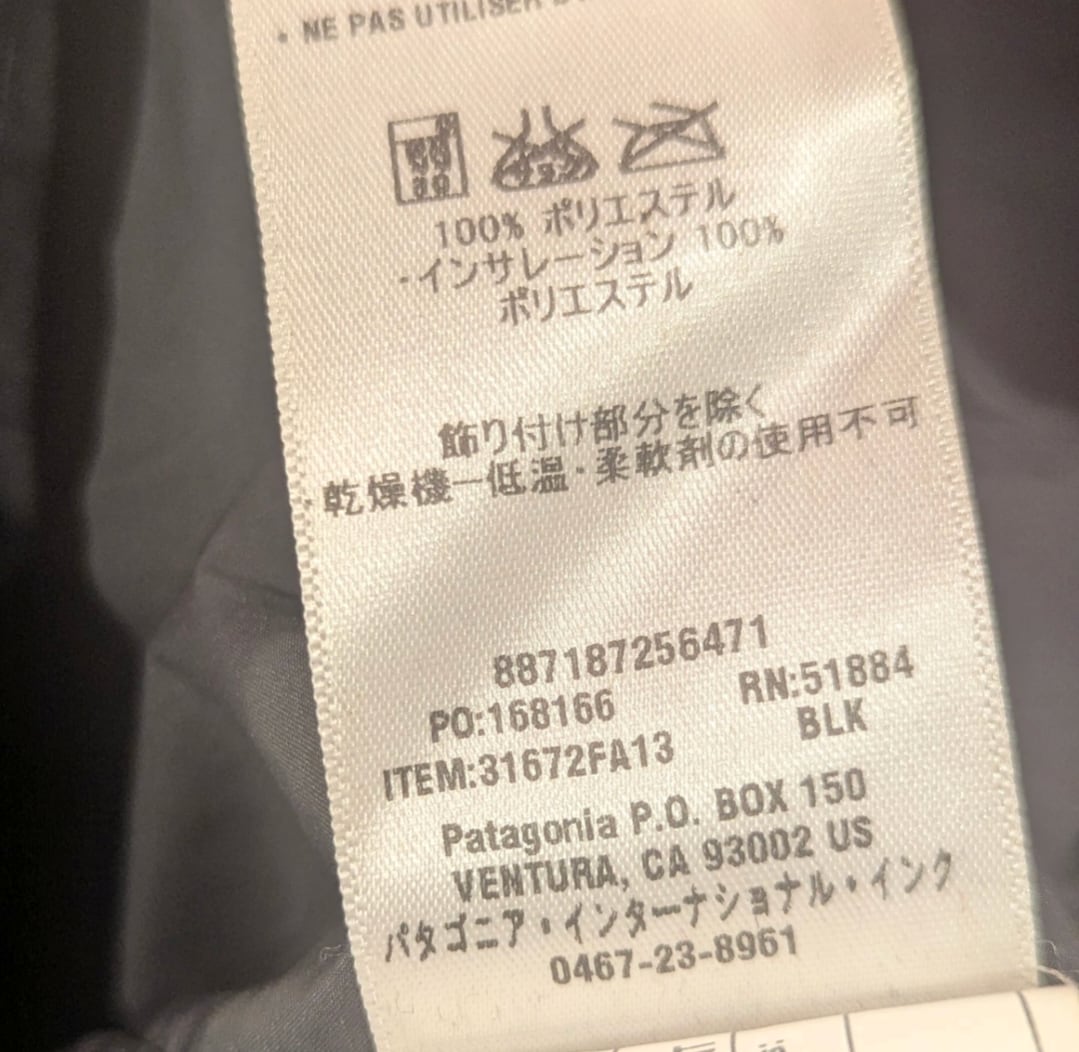 • NE PAS UTILISER
100% ポリエステル
・インサレーション 100%
ポリエステル
飾り付け部分を除く
・乾燥機ー低温・柔軟剤の使用不可
887187256471
PO:168166 RN:51884
ITEM:31672FA13 BLK
Patagonia P.O. BOX 150
VENTURA, CA 93002 US
パタゴニア・インターナショナル・インク
0467-23-8961